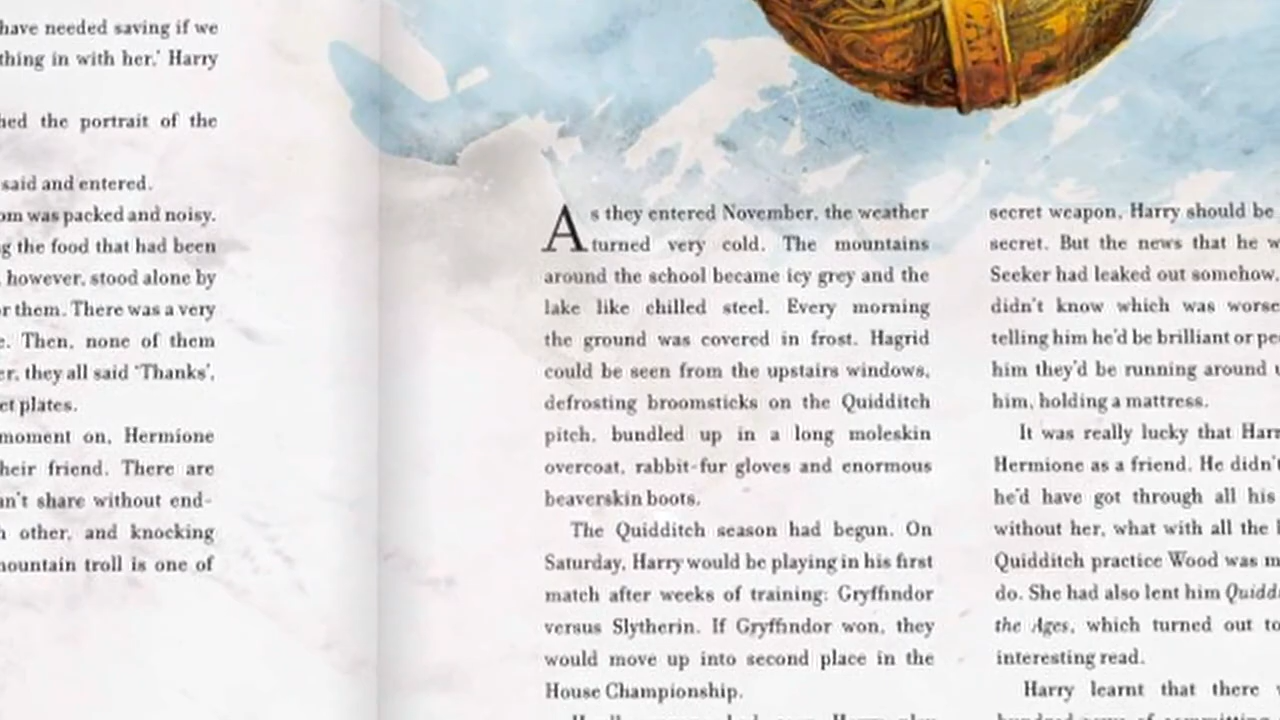 have needed saving if we
thing in with her.' Harry
the portrait of the
said and entered.
was packed and noisy.
the food that had been
however, stood alone by
them. There was a very
Then, none of them
they all said 'Thanks',
plates.
moment on, Hermione
their friend. There are
share without end-
other, and knocking
mountain troll is one of
As they entered November, the weather
turned very cold. The mountains
around the school became icy grey and the
lake like chilled steel. Every morning
the ground was covered in frost. Hagrid
could be seen from the upstairs windows,
defrosting broomsticks on the Quidditch
pitch, bundled up in a long moleskin
overcoat, rabbit-fur gloves and enormous
beaverskin boots.
The Quidditch season had begun. On
Saturday, Harry would be playing in his first
match after weeks of training: Gryffindor
versus Slytherin. If Gryffindor won, they
would move up into second place in the
House Championship.
secret weapon, Harry should be
secret. But the news that he
Seeker had leaked out somehow,
didn't know which was worse
telling him he'd be brilliant or
him they'd be running around
him, holding a mattress.
It was really lucky that
Hermione as a friend. He
he'd have got through all his
without her, what with all the
Quidditch practice Wood was
do. She had also lent him
the Ages, which turned out to
interesting read.
Harry learnt that there